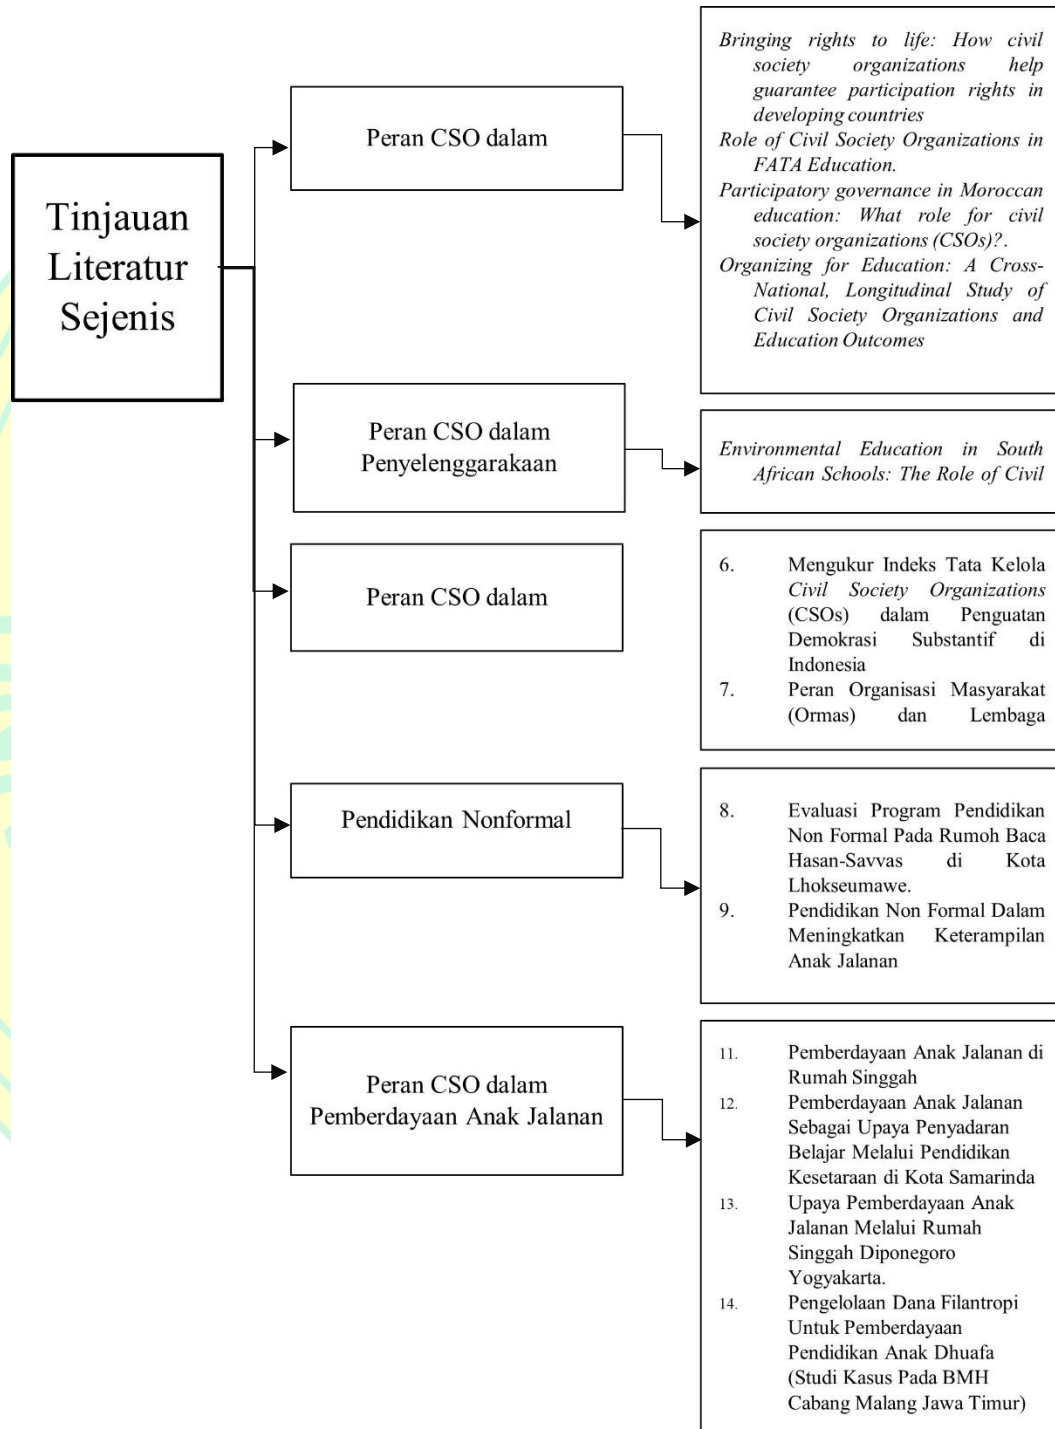 Tinjauan
Literatur
Sejenis
Peran CSO dalam
Bringing rights to life: How civil
society organizations help
guarantee participation rights in
developing countries
Role of Civil Society Organizations in
FATA Education.
Participatory governance in Moroccan
education: What role for civil
society organizations (CSOs)?.
Organizing for Education: A Cross-
National, Longitudinal Study of
Civil Society Organizations and
Education Outcomes
Peran CSO dalam
Penyelenggarakaan
Environmental Education in South
African Schools: The Role of Civil
Peran CSO dalam
6. Mengukur Indeks Tata Kelola
Civil Society Organizations
(CSOs) dalam Penguatan
Demokrasi Substantif di
Indonesia
7. Peran Organisasi Masyarakat
(Ormas) dan Lembaga
Pendidikan Nonformal
8. Evaluasi Program Pendidikan
Non Formal Pada Rumoh Baca
Hasan-Savvas di Kota
Lhokseumawe.
9. Pendidikan Non Formal Dalam
Meningkatkan Keterampilan
Anak Jalanan
Peran CSO dalam
Pemberdayaan Anak Jalanan
11. Pemberdayaan Anak Jalanan di
Rumah Singgah
12. Pemberdayaan Anak Jalanan
Sebagai Upaya Penyadaran
Belajar Melalui Pendidikan
Kesetaraan di Kota Samarinda
13. Upaya Pemberdayaan Anak
Jalanan Melalui Rumah
Singgah Diponegoro
Yogyakarta.
14. Pengelolaan Dana Filantropi
Untuk Pemberdayaan
Pendidikan Anak Dhuafa
(Studi Kasus Pada BMH
Cabang Malang Jawa Timur)